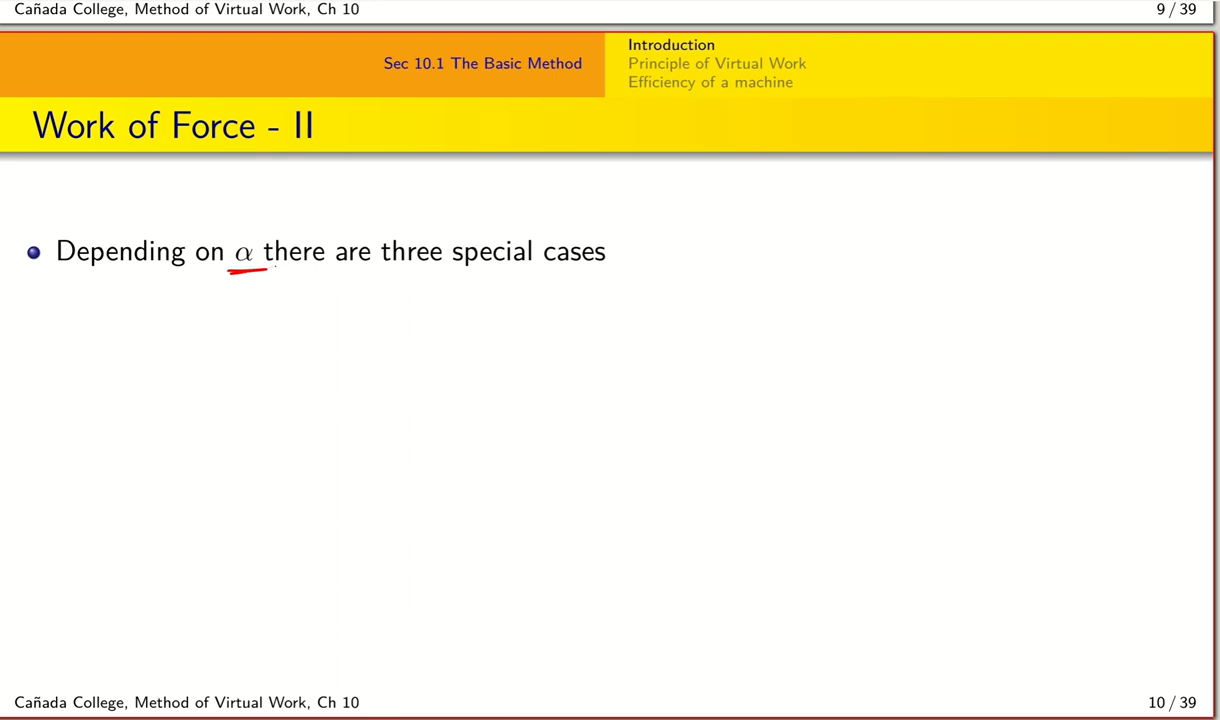 Cañada College, Method of Virtual Work, Ch 10 9 / 39
Sec 10.1 The Basic Method
Introduction
Principle of Virtual Work
Efficiency of a machine
Work of Force - II
Depending on α there are three special cases
Cañada College, Method of Virtual Work, Ch 10 10 / 39